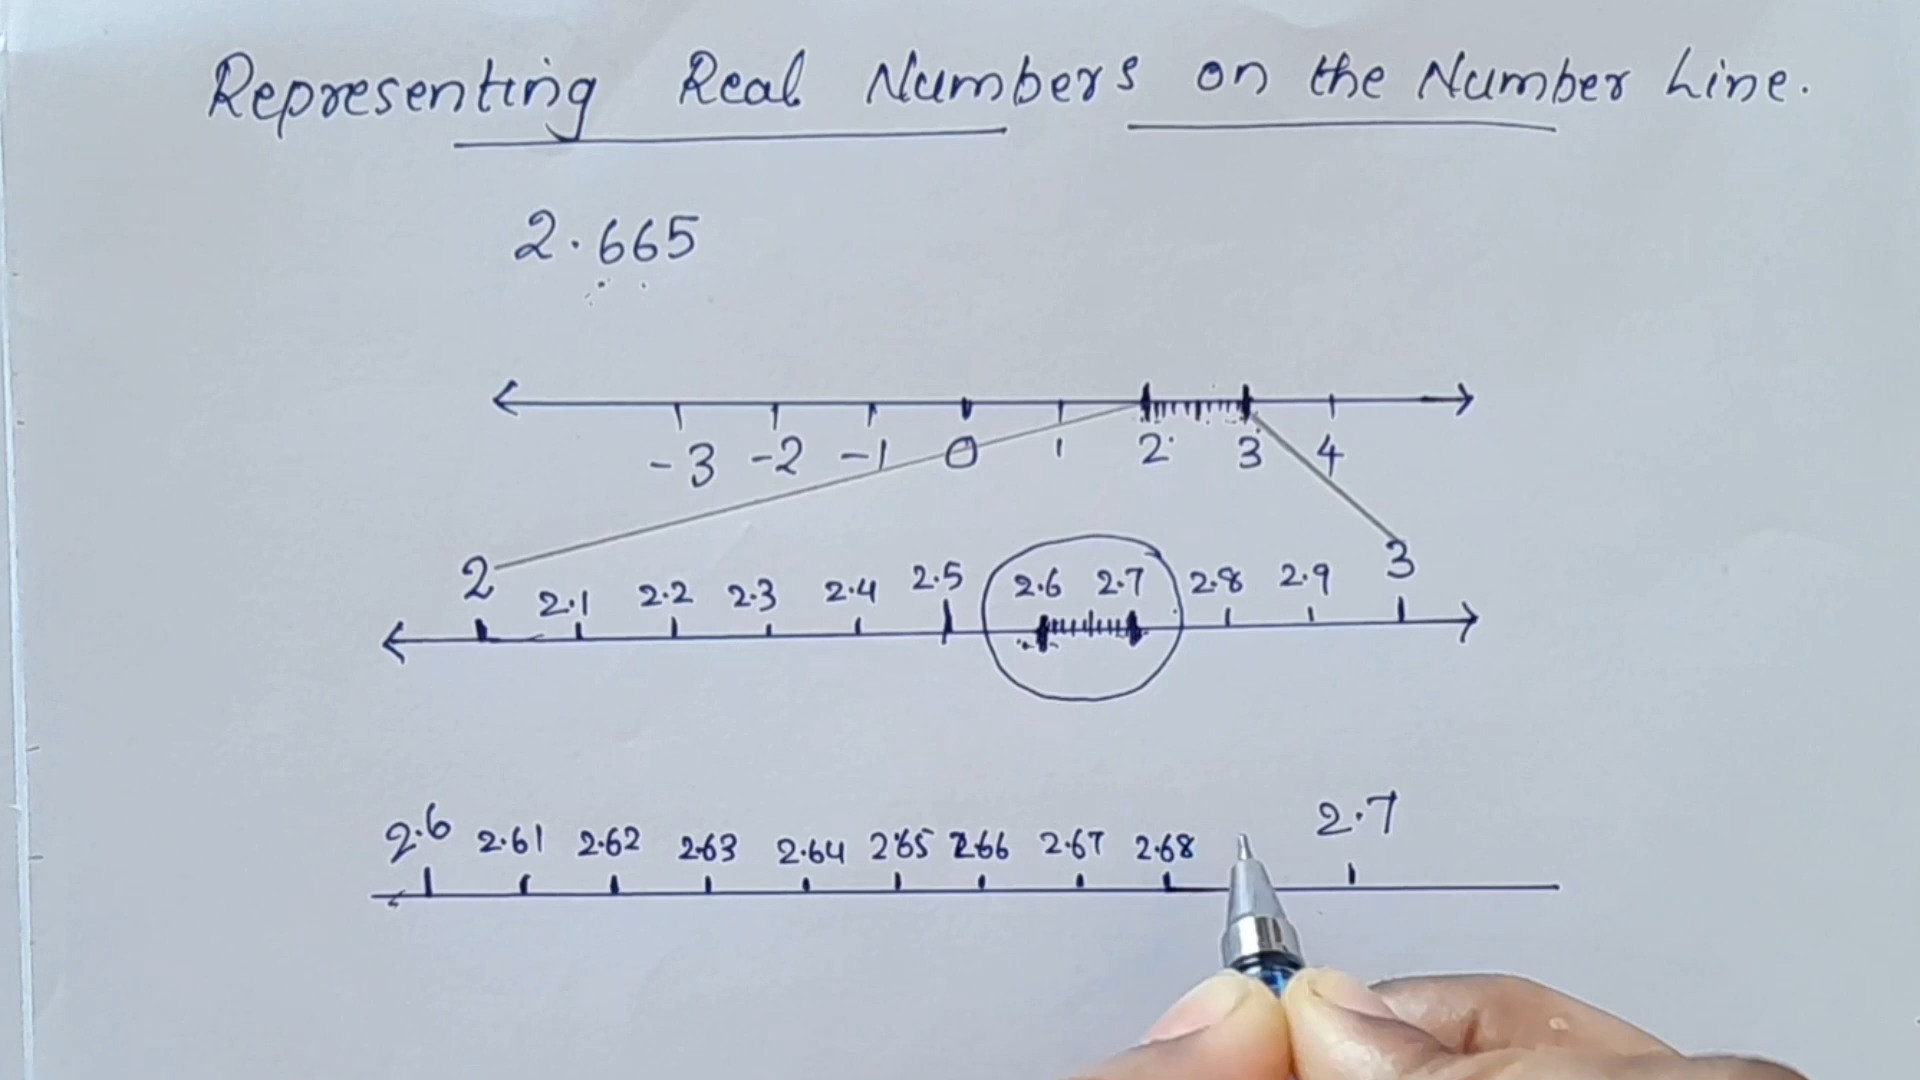 Representing Real Numbers on the Number Line.
2.665
-3 -2 -1 0 1 2 3 4
2 2.1 2.2 2.3 2.4 2.5 2.6 2.7 2.8 2.9 3
2.6 2.61 2.62 2.63 2.64 2.65 2.66 2.67 2.68 2.7